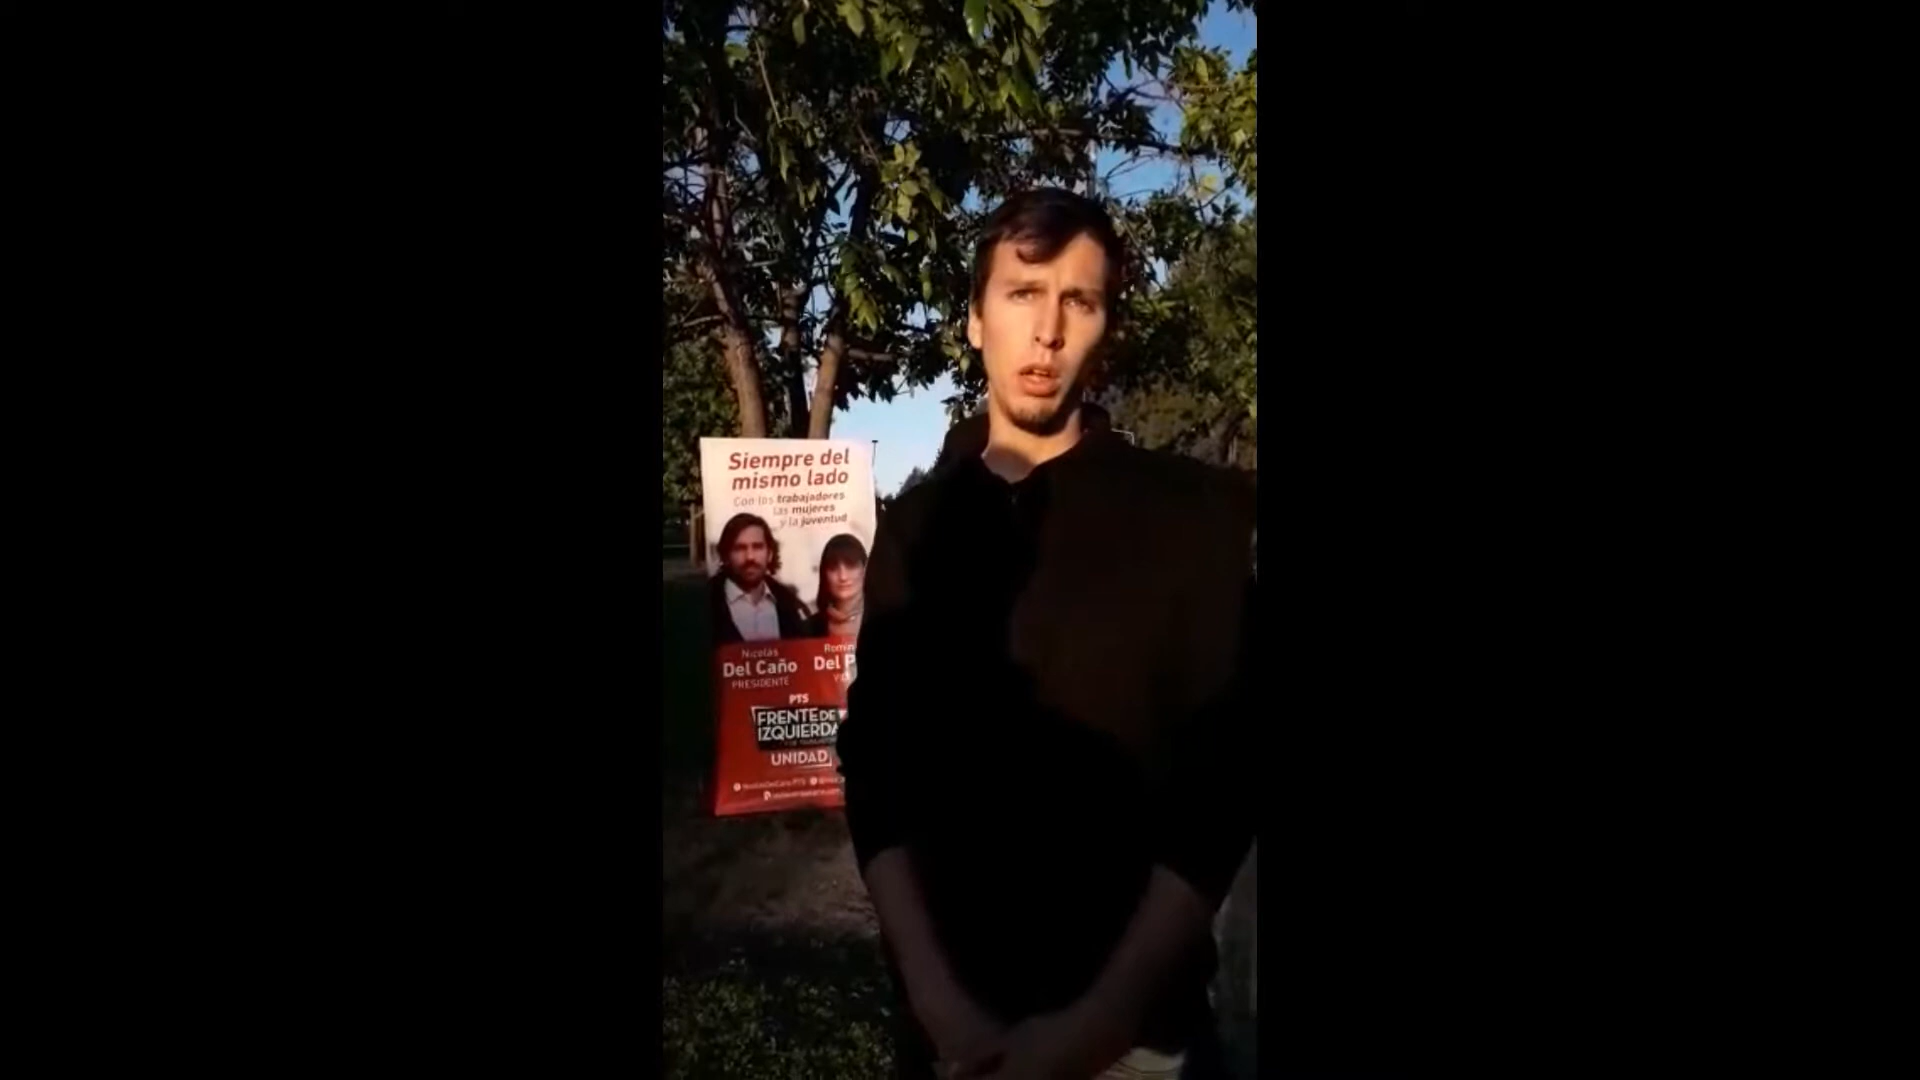 Siempre del
mismo lado
Con los trabajadores
las mujeres
y la juventud
Nicolás
Del Caño
PRESIDENTE
Romin
Del P
PTS
FRENTE DE
IZQUIERDA
UNIDAD